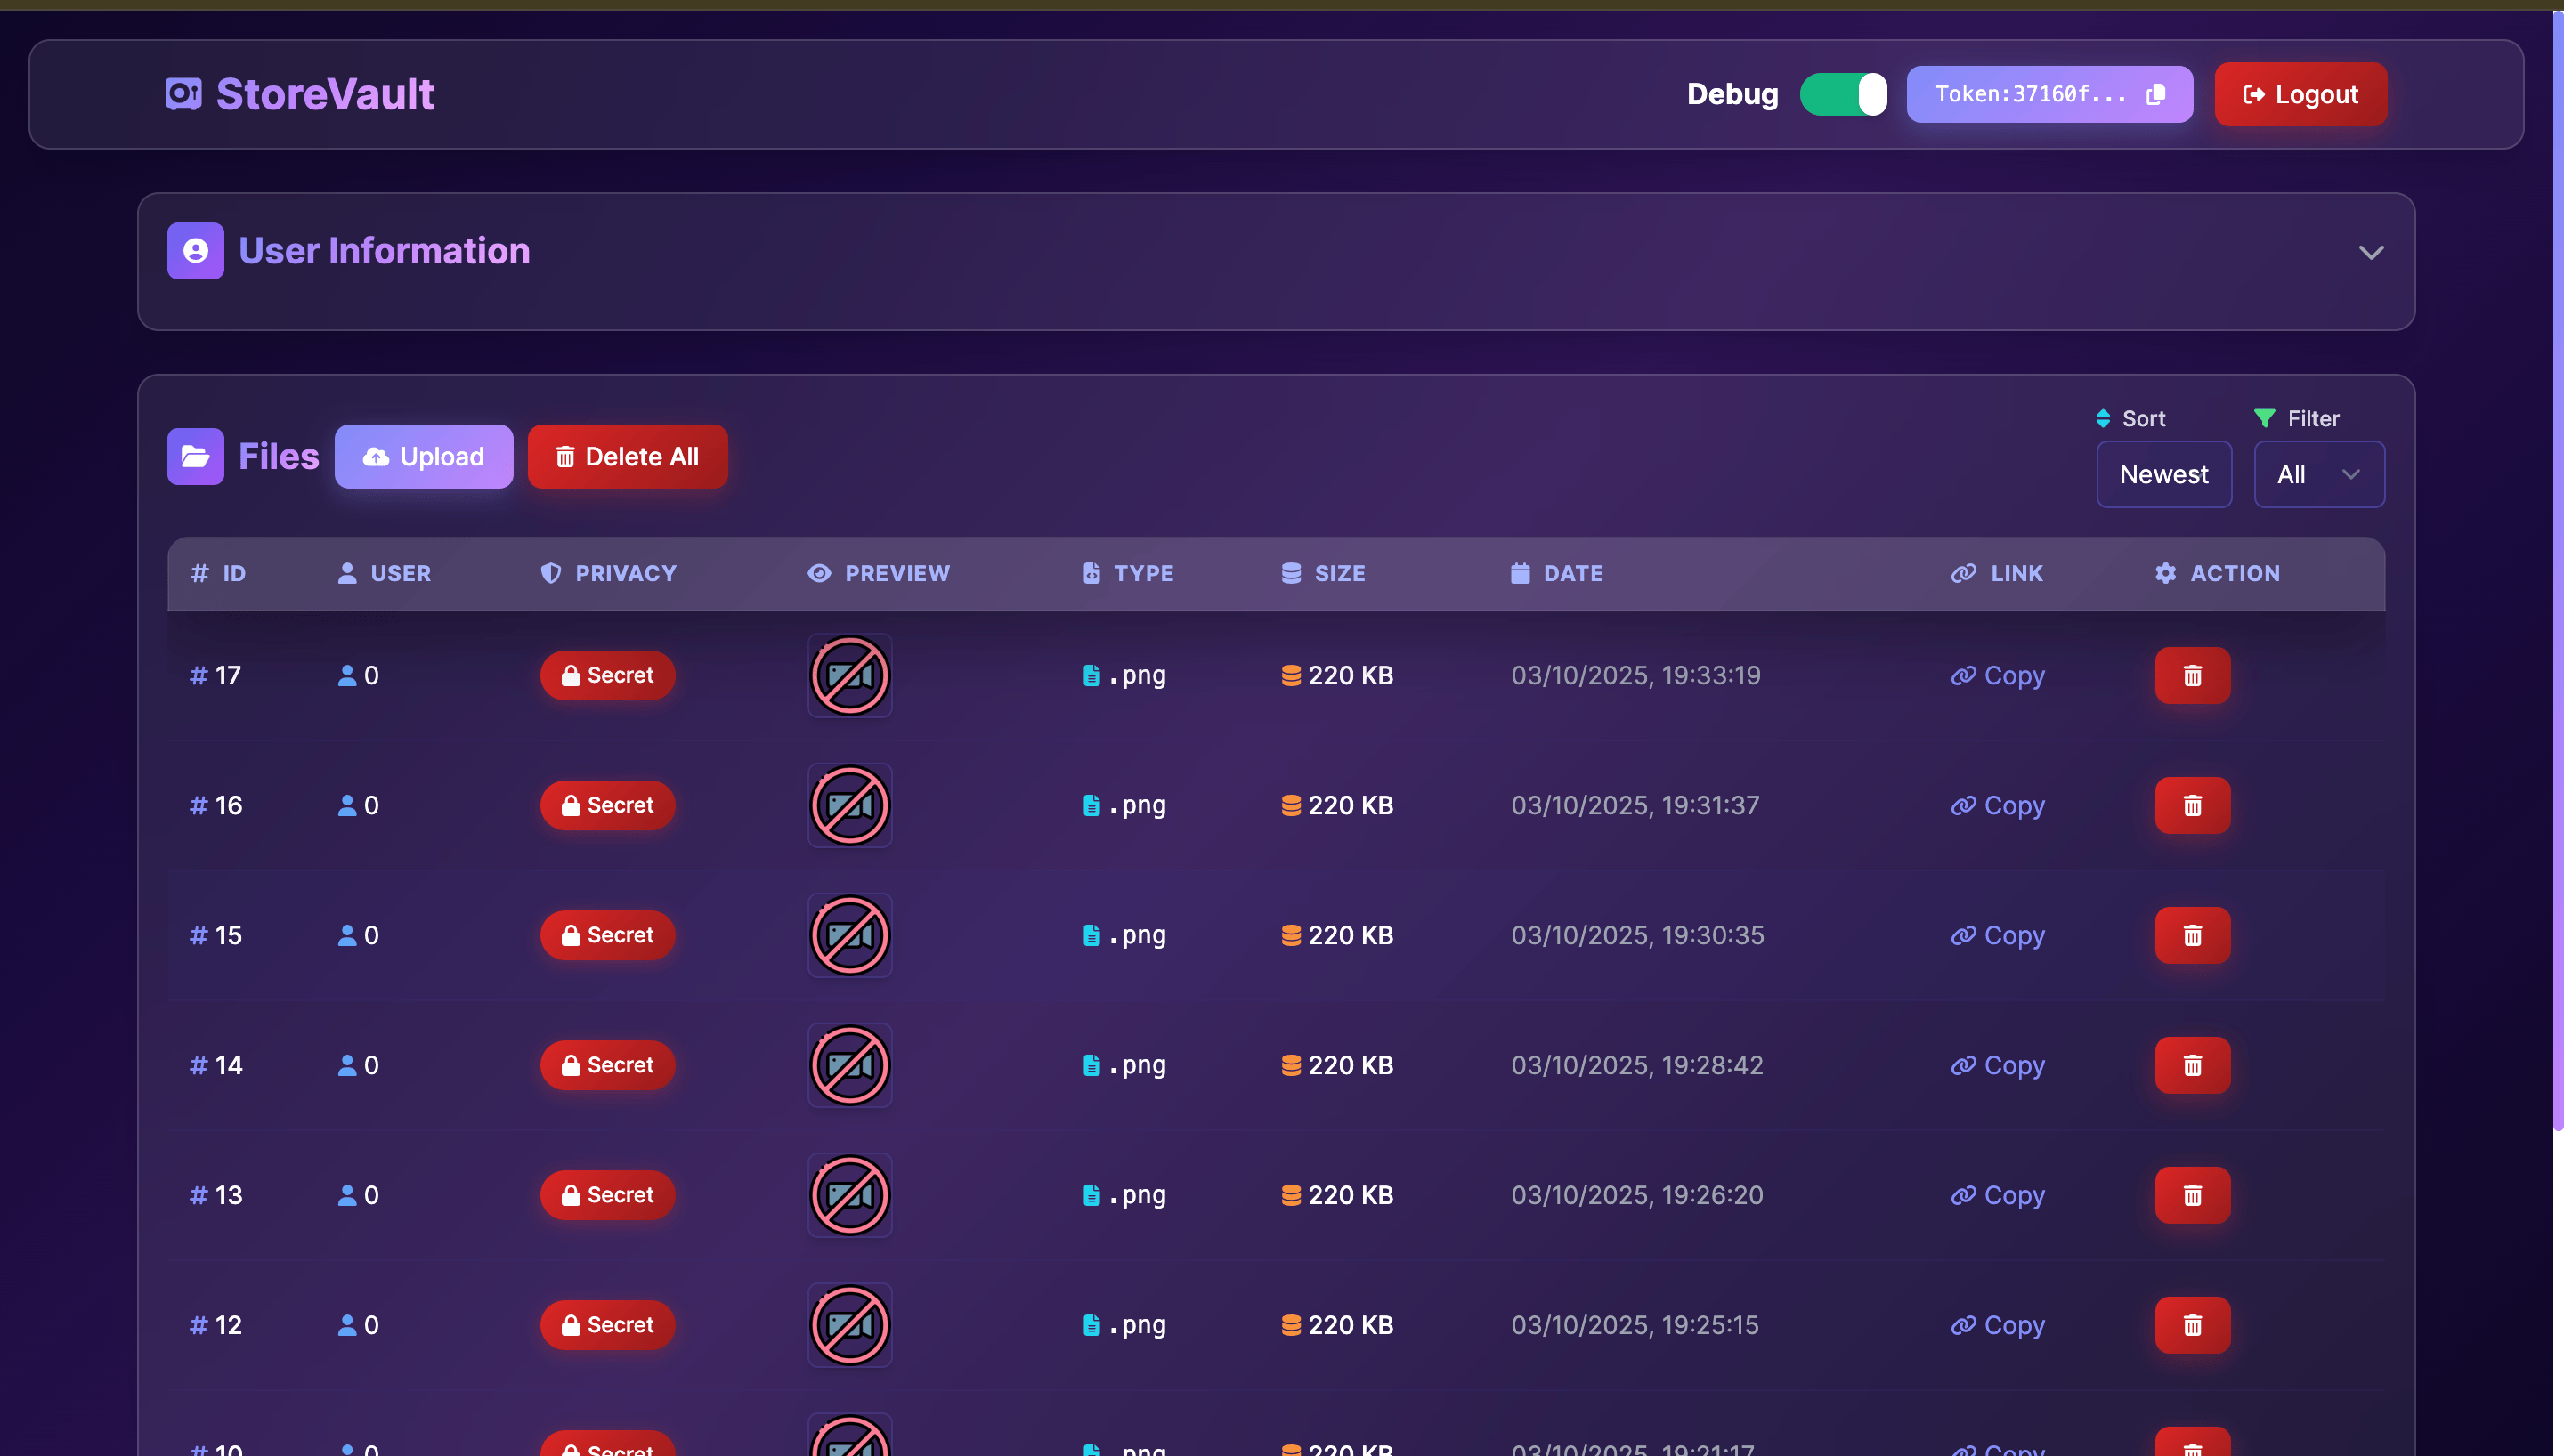 StoreVault
Debug
Token:37160f...
Logout
User Information
Files
Upload
Delete All
Sort
Newest
Filter
All
# ID USER PRIVACY PREVIEW TYPE SIZE DATE LINK ACTION
# 17 0 Secret .png 220 KB 03/10/2025, 19:33:19 Copy
# 16 0 Secret .png 220 KB 03/10/2025, 19:31:37 Copy
# 15 0 Secret .png 220 KB 03/10/2025, 19:30:35 Copy
# 14 0 Secret .png 220 KB 03/10/2025, 19:28:42 Copy
# 13 0 Secret .png 220 KB 03/10/2025, 19:26:20 Copy
# 12 0 Secret .png 220 KB 03/10/2025, 19:25:15 Copy
# 10 0 Secret .png 220 KB 03/10/2025, 19:21:17 Copy